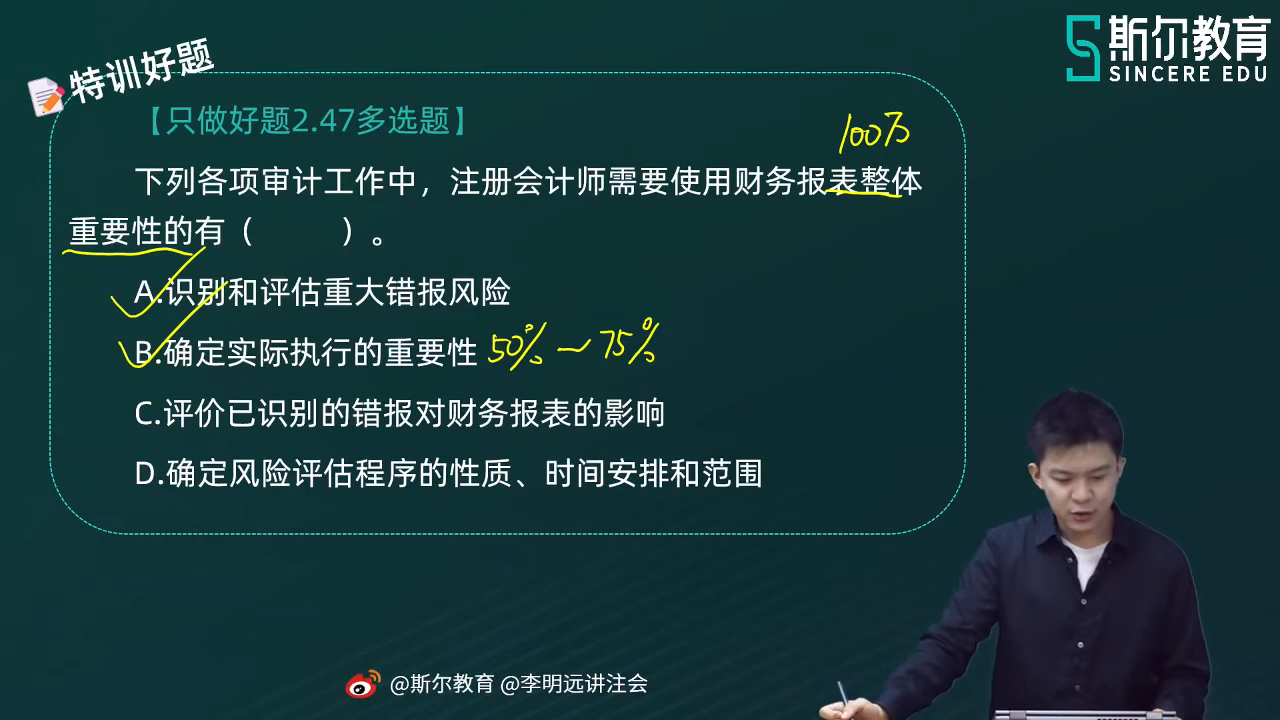 斯尔教育
SINCERE EDU
特训好题
【只做好题2.47多选题】
100万
下列各项审计工作中，注册会计师需要使用财务报表整体
重要性的有（　　）。
A.识别和评估重大错报风险
B.确定实际执行的重要性 50%～75%
C.评价已识别的错报对财务报表的影响
D.确定风险评估程序的性质、时间安排和范围
@斯尔教育 @李明远讲注会